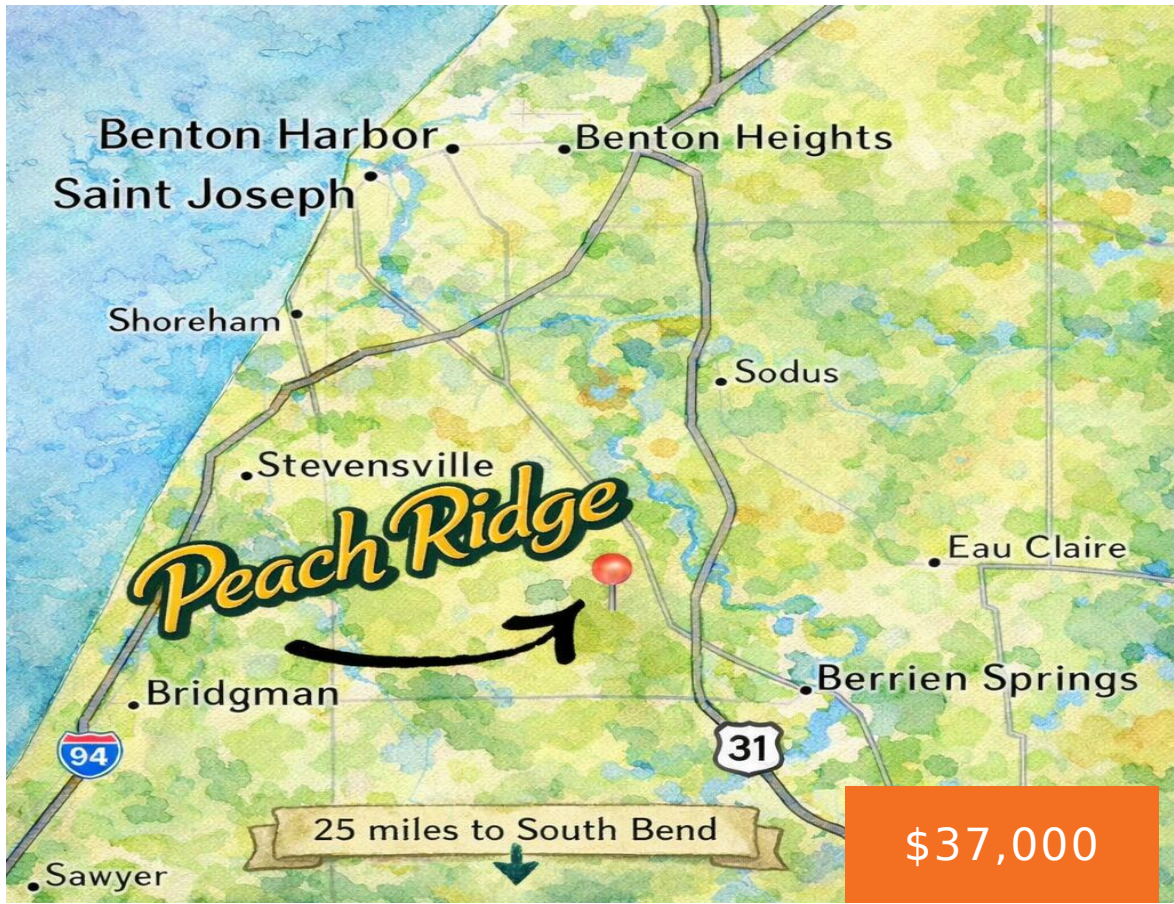 Benton Harbor
Benton Heights
Saint Joseph
Shoreham
Sodus
Stevensville
Peach Ridge
Eau Claire
Berrien Springs
Bridgman
94
31
25 miles to South Bend
$37,000
Sawyer